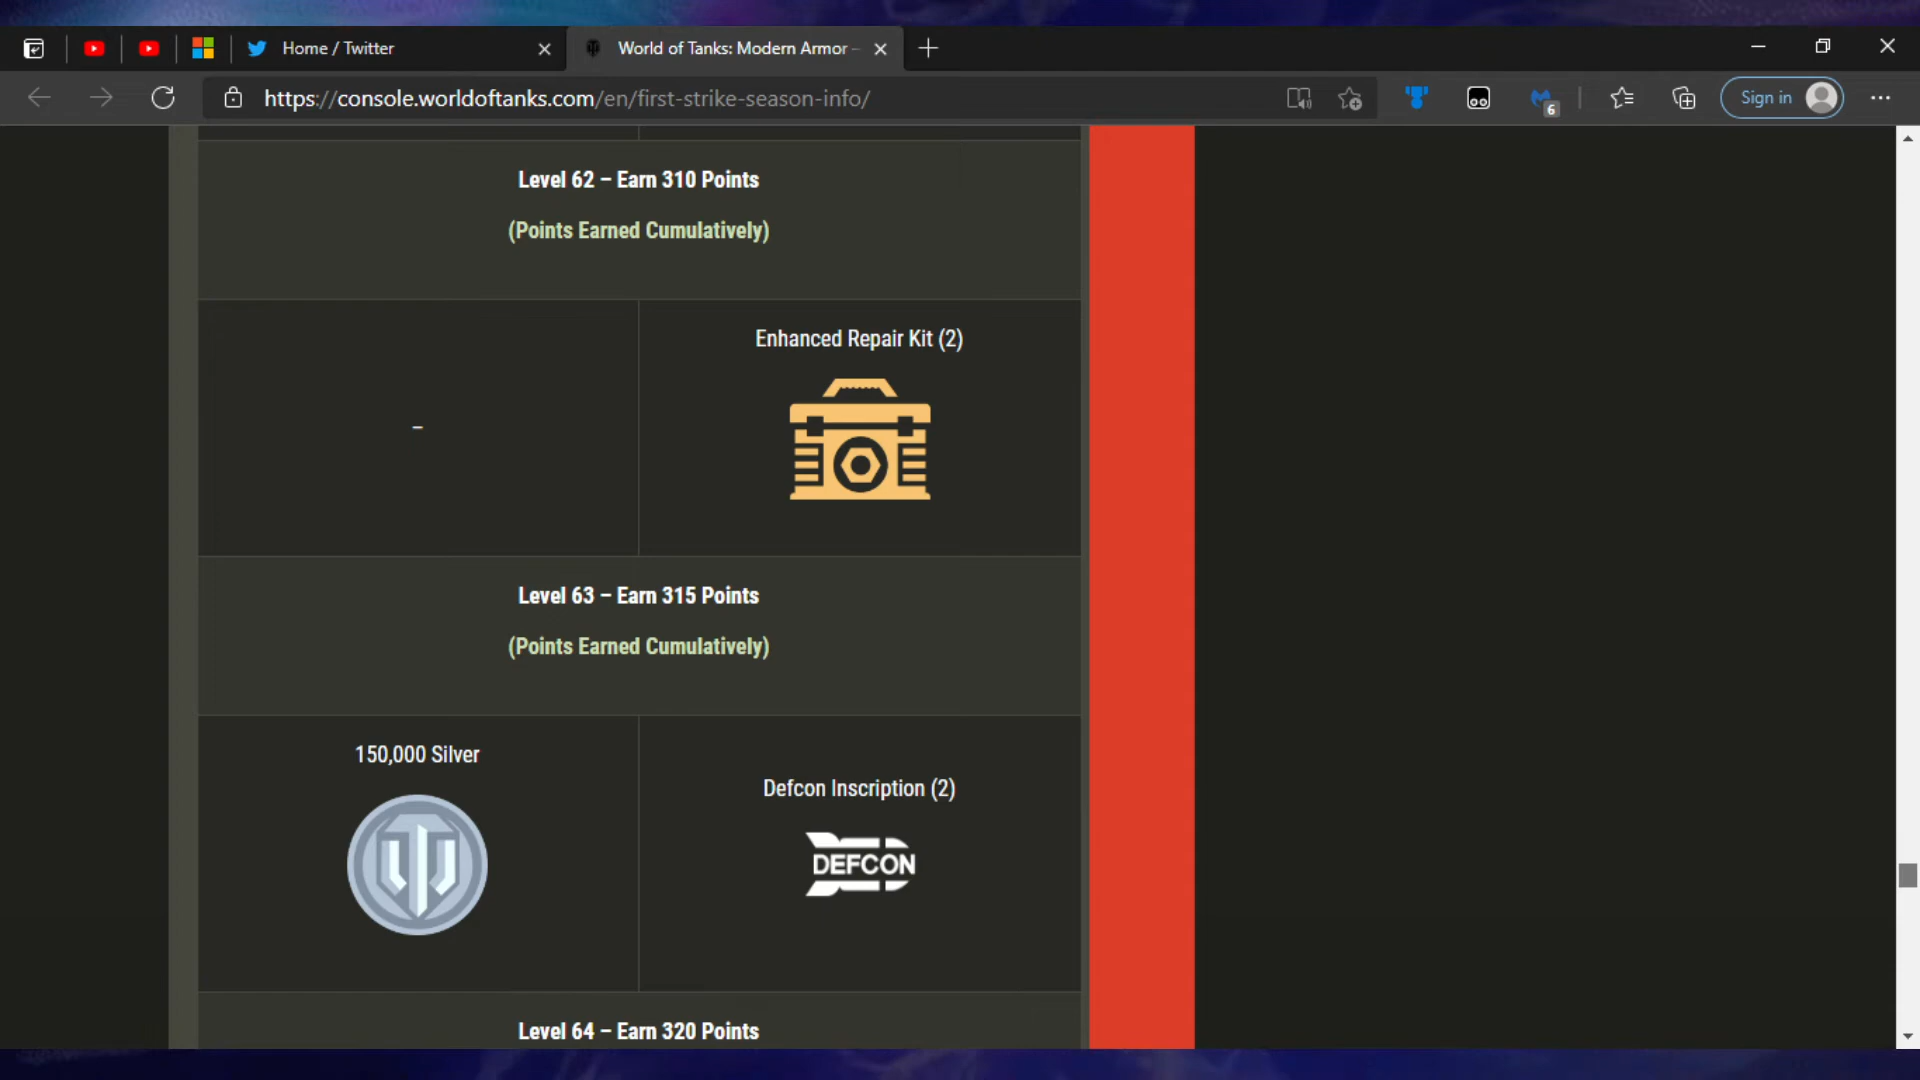 Home / Twitter
World of Tanks: Modern Armor –
https://console.worldoftanks.com/en/first-strike-season-info/
6
Sign in
Level 62 – Earn 310 Points
(Points Earned Cumulatively)
–
Enhanced Repair Kit (2)
Level 63 – Earn 315 Points
(Points Earned Cumulatively)
150,000 Silver
Defcon Inscription (2)
DEFCON
Level 64 – Earn 320 Points